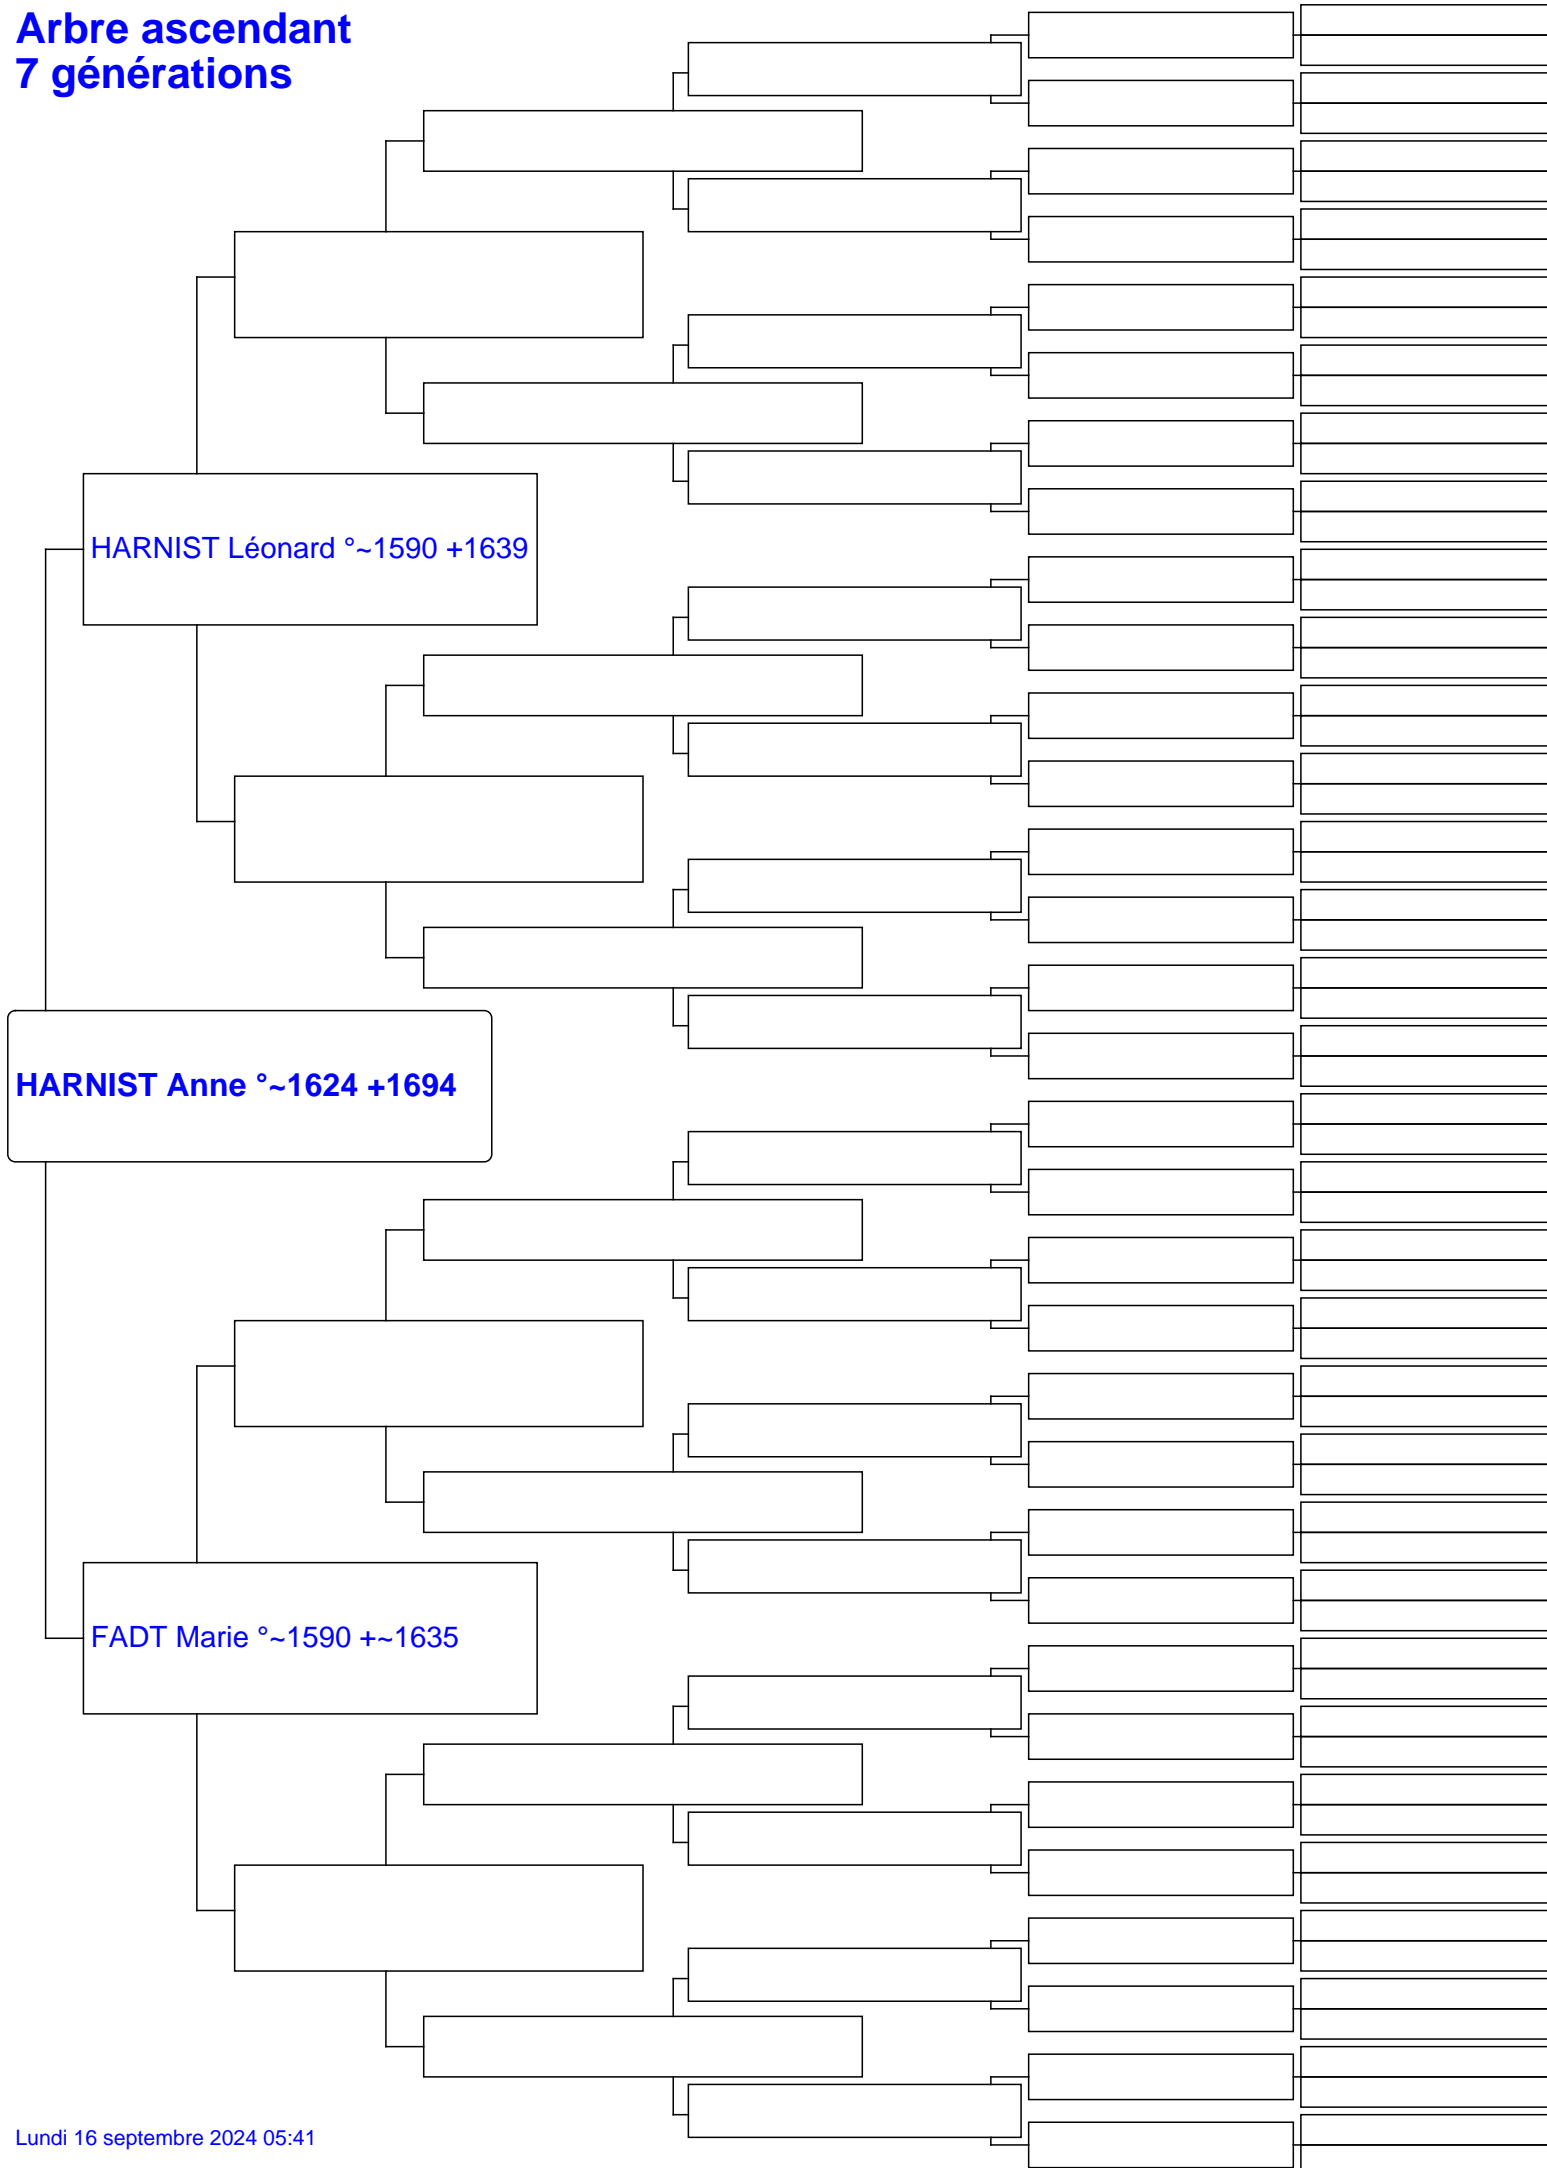 Arbre ascendant
7 générations
HARNIST Léonard °~1590 +1639
HARNIST Anne °~1624 +1694
FADT Marie °~1590 +~1635
Lundi 16 septembre 2024 05:41